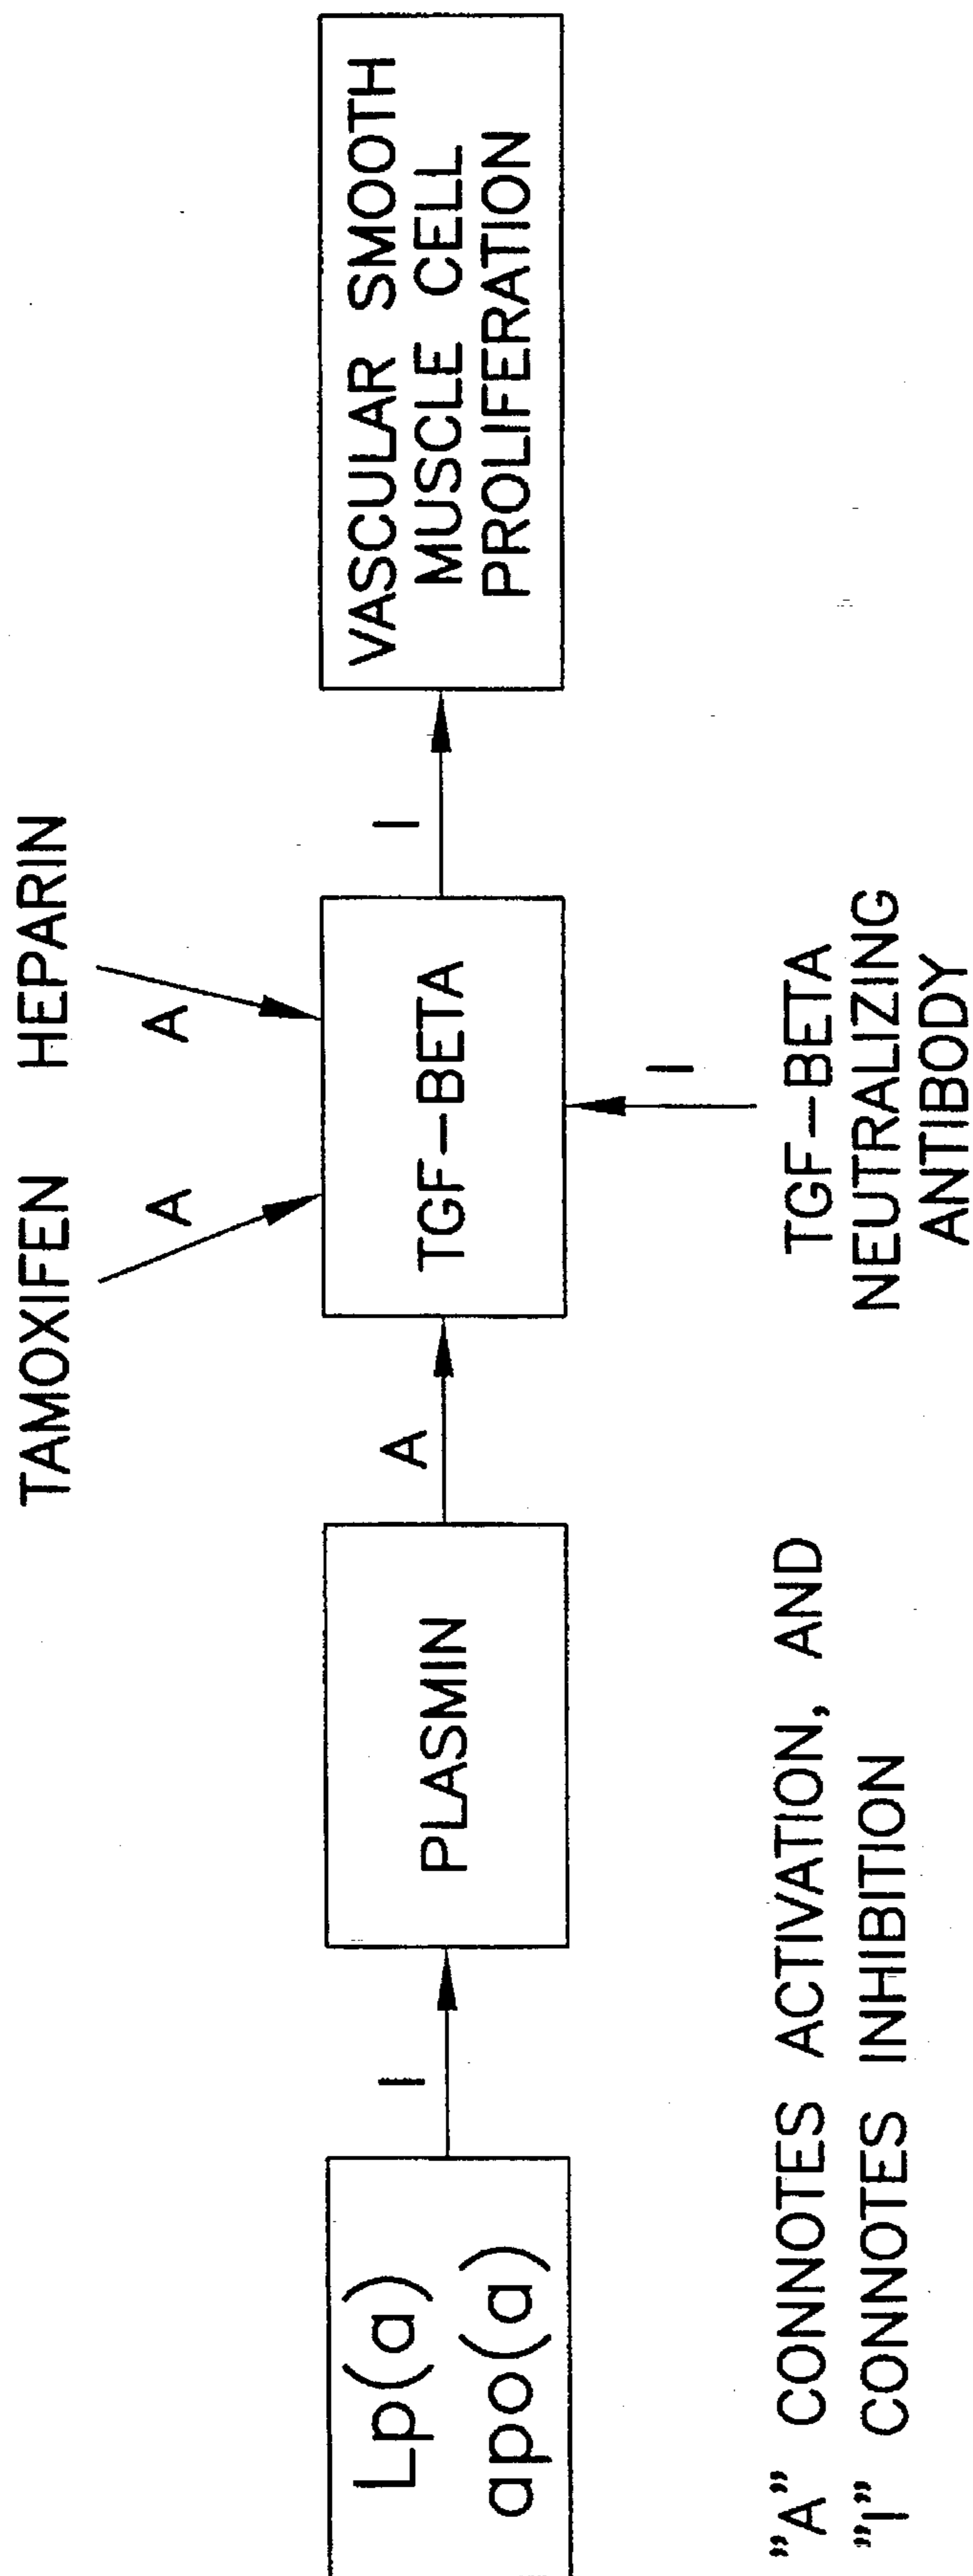 TAMOXIFEN HEPARIN
A A
Lp(a)
apo(a)
I
PLASMIN
A
TGF-BETA
I
VASCULAR SMOOTH
MUSCLE CELL
PROLIFERATION
I
TGF-BETA
NEUTRALIZING
ANTIBODY
"A" CONNOTES ACTIVATION, AND
"I" CONNOTES INHIBITION